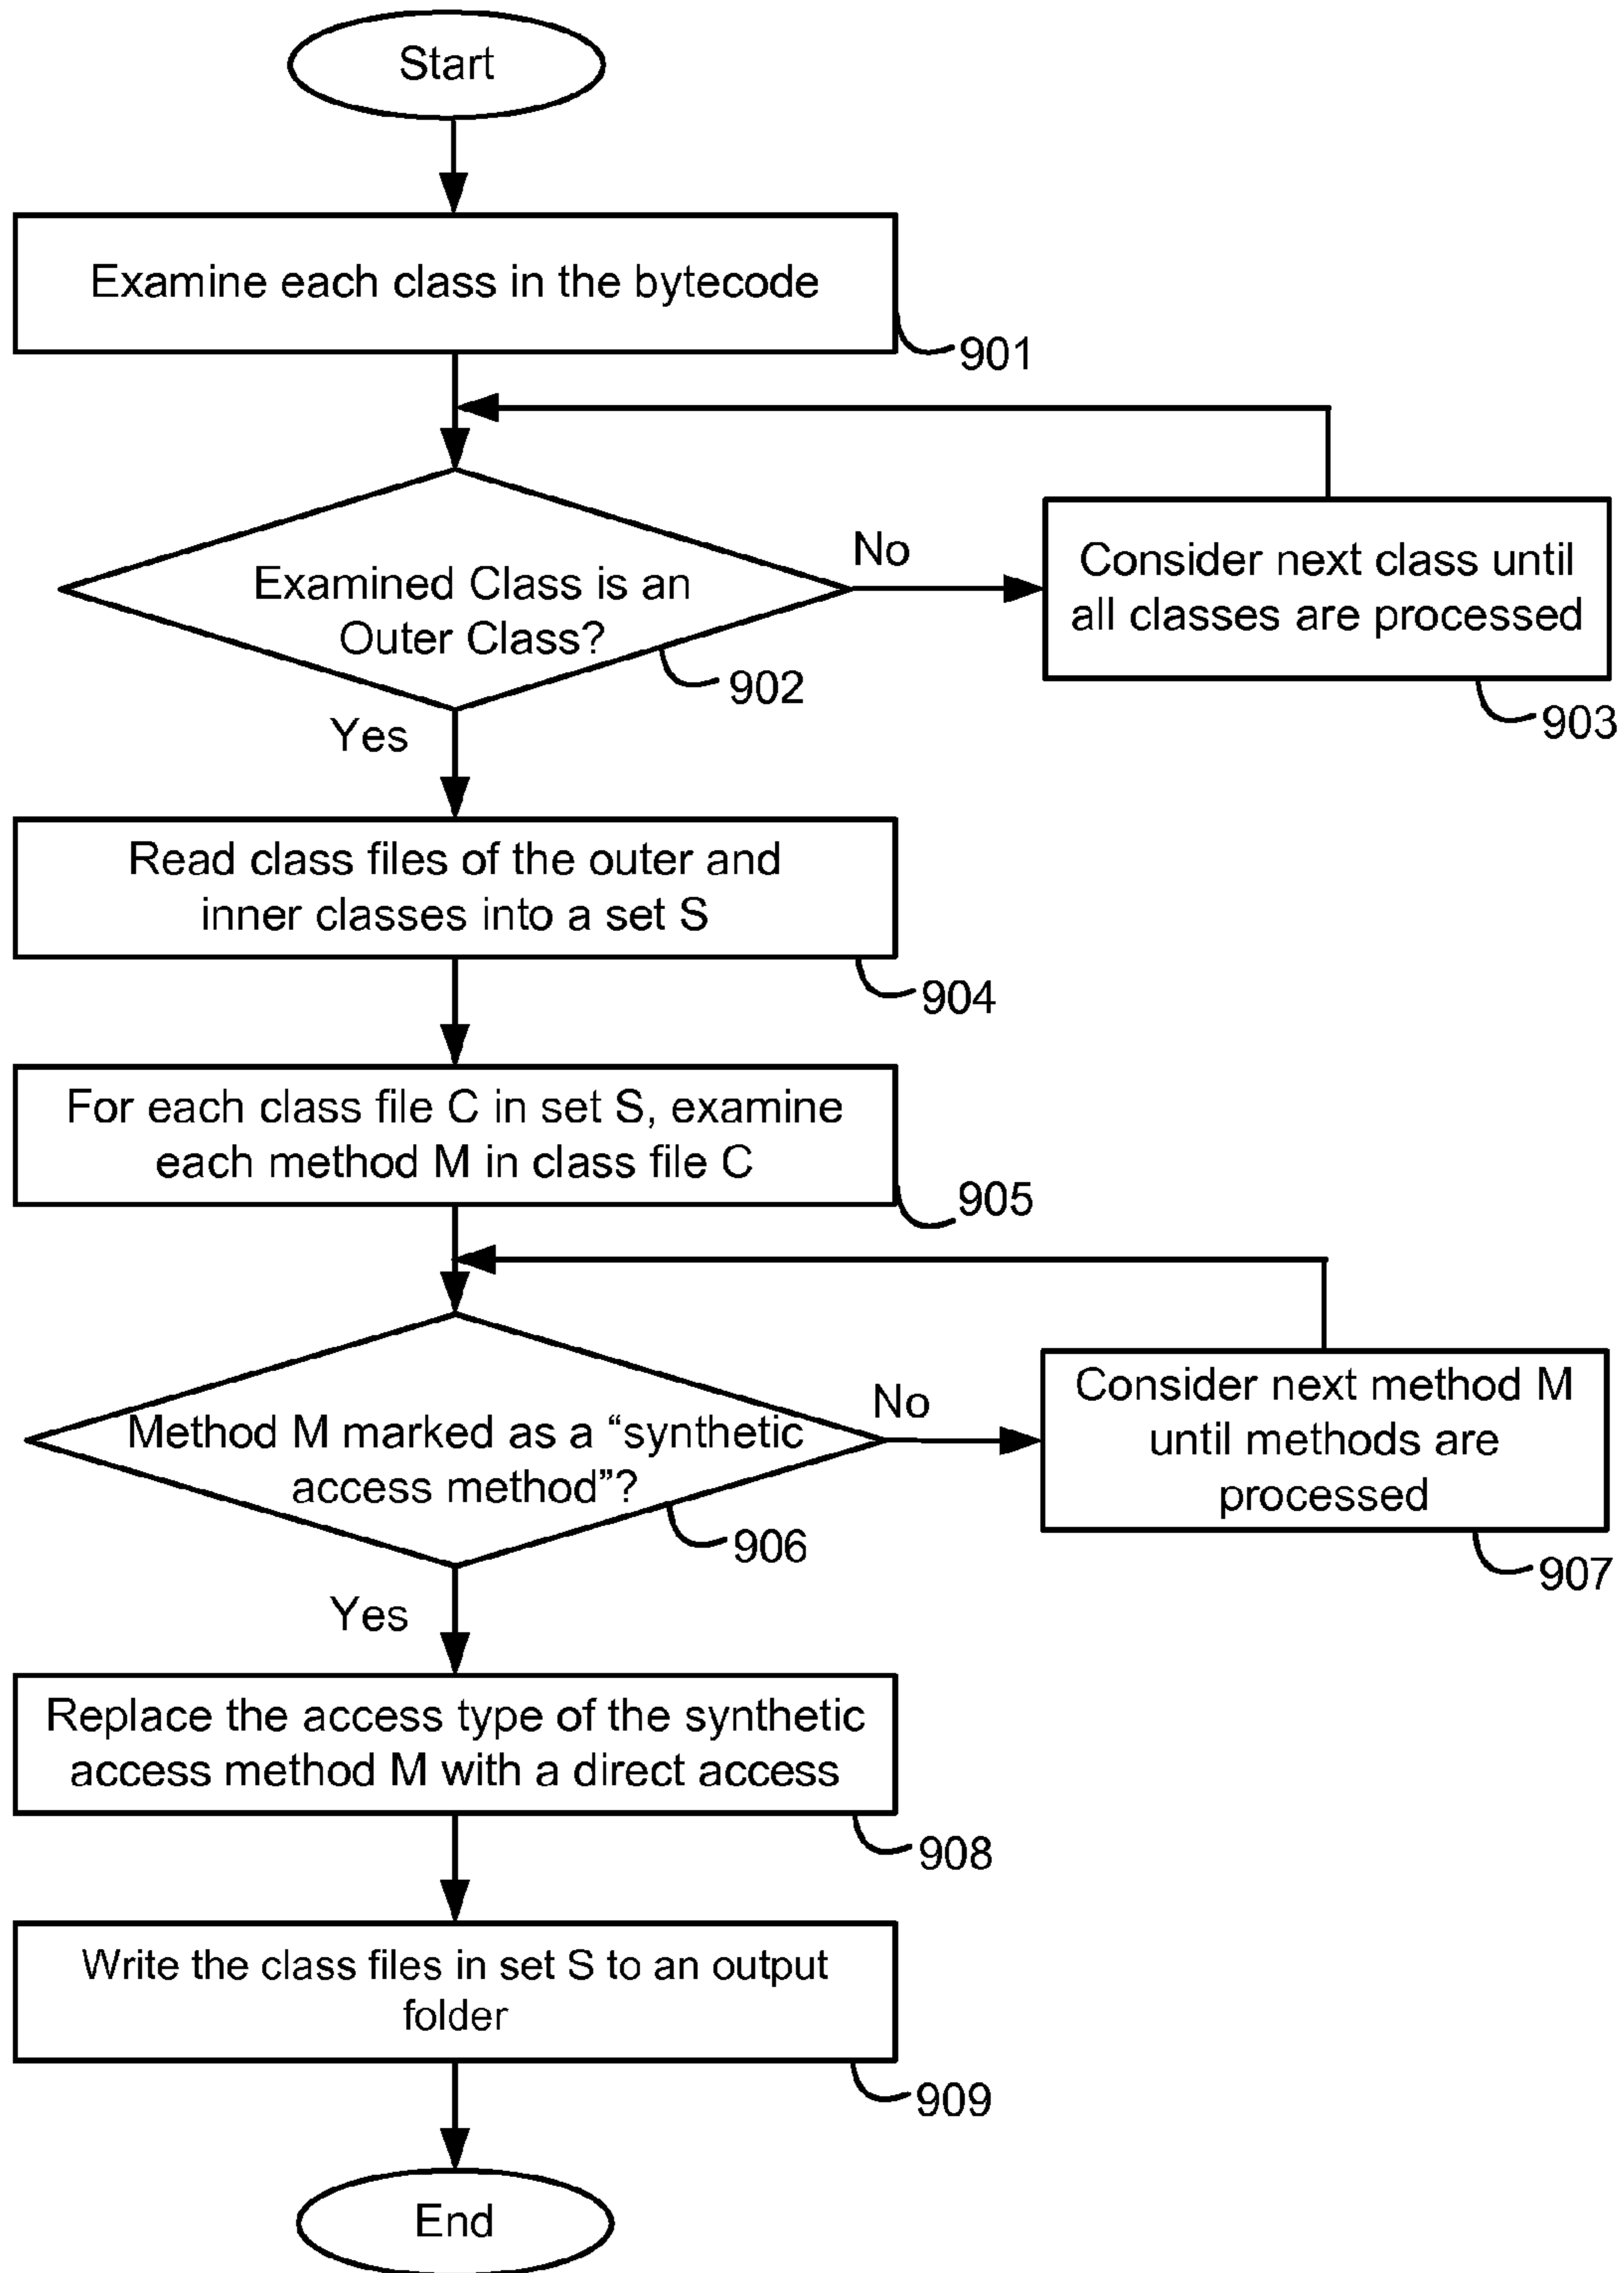 Start
Examine each class in the bytecode
901
Examined Class is an
Outer Class?
902
No
Consider next class until
all classes are processed
903
Yes
Read class files of the outer and
inner classes into a set S
904
For each class file C in set S, examine
each method M in class file C
905
Method M marked as a “synthetic
access method”?
906
No
Consider next method M
until methods are
processed
907
Yes
Replace the access type of the synthetic
access method M with a direct access
908
Write the class files in set S to an output
folder
909
End